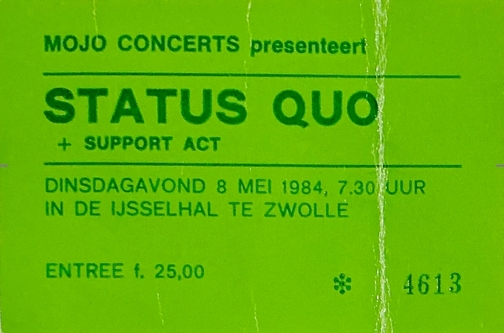 MOJO CONCERTS presenteert
STATUS QUO
+ SUPPORT ACT
DINSDAGAVOND 8 MEI 1984, 7.30 UUR
IN DE IJSSELHAL TE ZWOLLE
ENTREE f. 25,00
* 4613